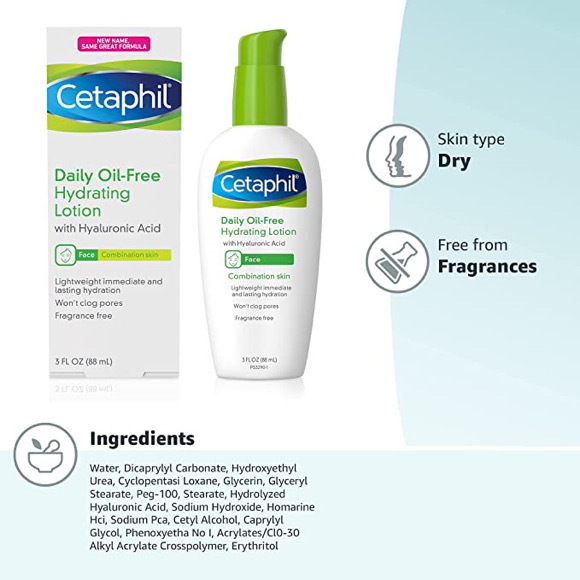 NEW NAME,
SAME GREAT FORMULA
Cetaphil®
Daily Oil-Free
Hydrating
Lotion
with Hyaluronic Acid
Face Combination skin
Lightweight immediate and
lasting hydration
Won't clog pores
Fragrance free
3 FL OZ (88 mL)
Cetaphil®
Daily Oil-Free
Hydrating Lotion
with Hyaluronic Acid
Face
Combination skin
Lightweight immediate
and lasting hydration
Won't clog pores
Fragrance free
3 FL OZ (88 mL)
Skin type
Dry
Free from
Fragrances
Ingredients
Water, Dicaprylyl Carbonate, Hydroxyethyl
Urea, Cyclopentasi Loxane, Glycerin, Glyceryl
Stearate, Peg-100, Stearate, Hydrolyzed
Hyaluronic Acid, Sodium Hydroxide, Homarine
Hci, Sodium Pca, Cetyl Alcohol, Caprylyl
Glycol, Phenoxyetha No I, Acrylates/Cl0-30
Alkyl Acrylate Crosspolymer, Erythritol